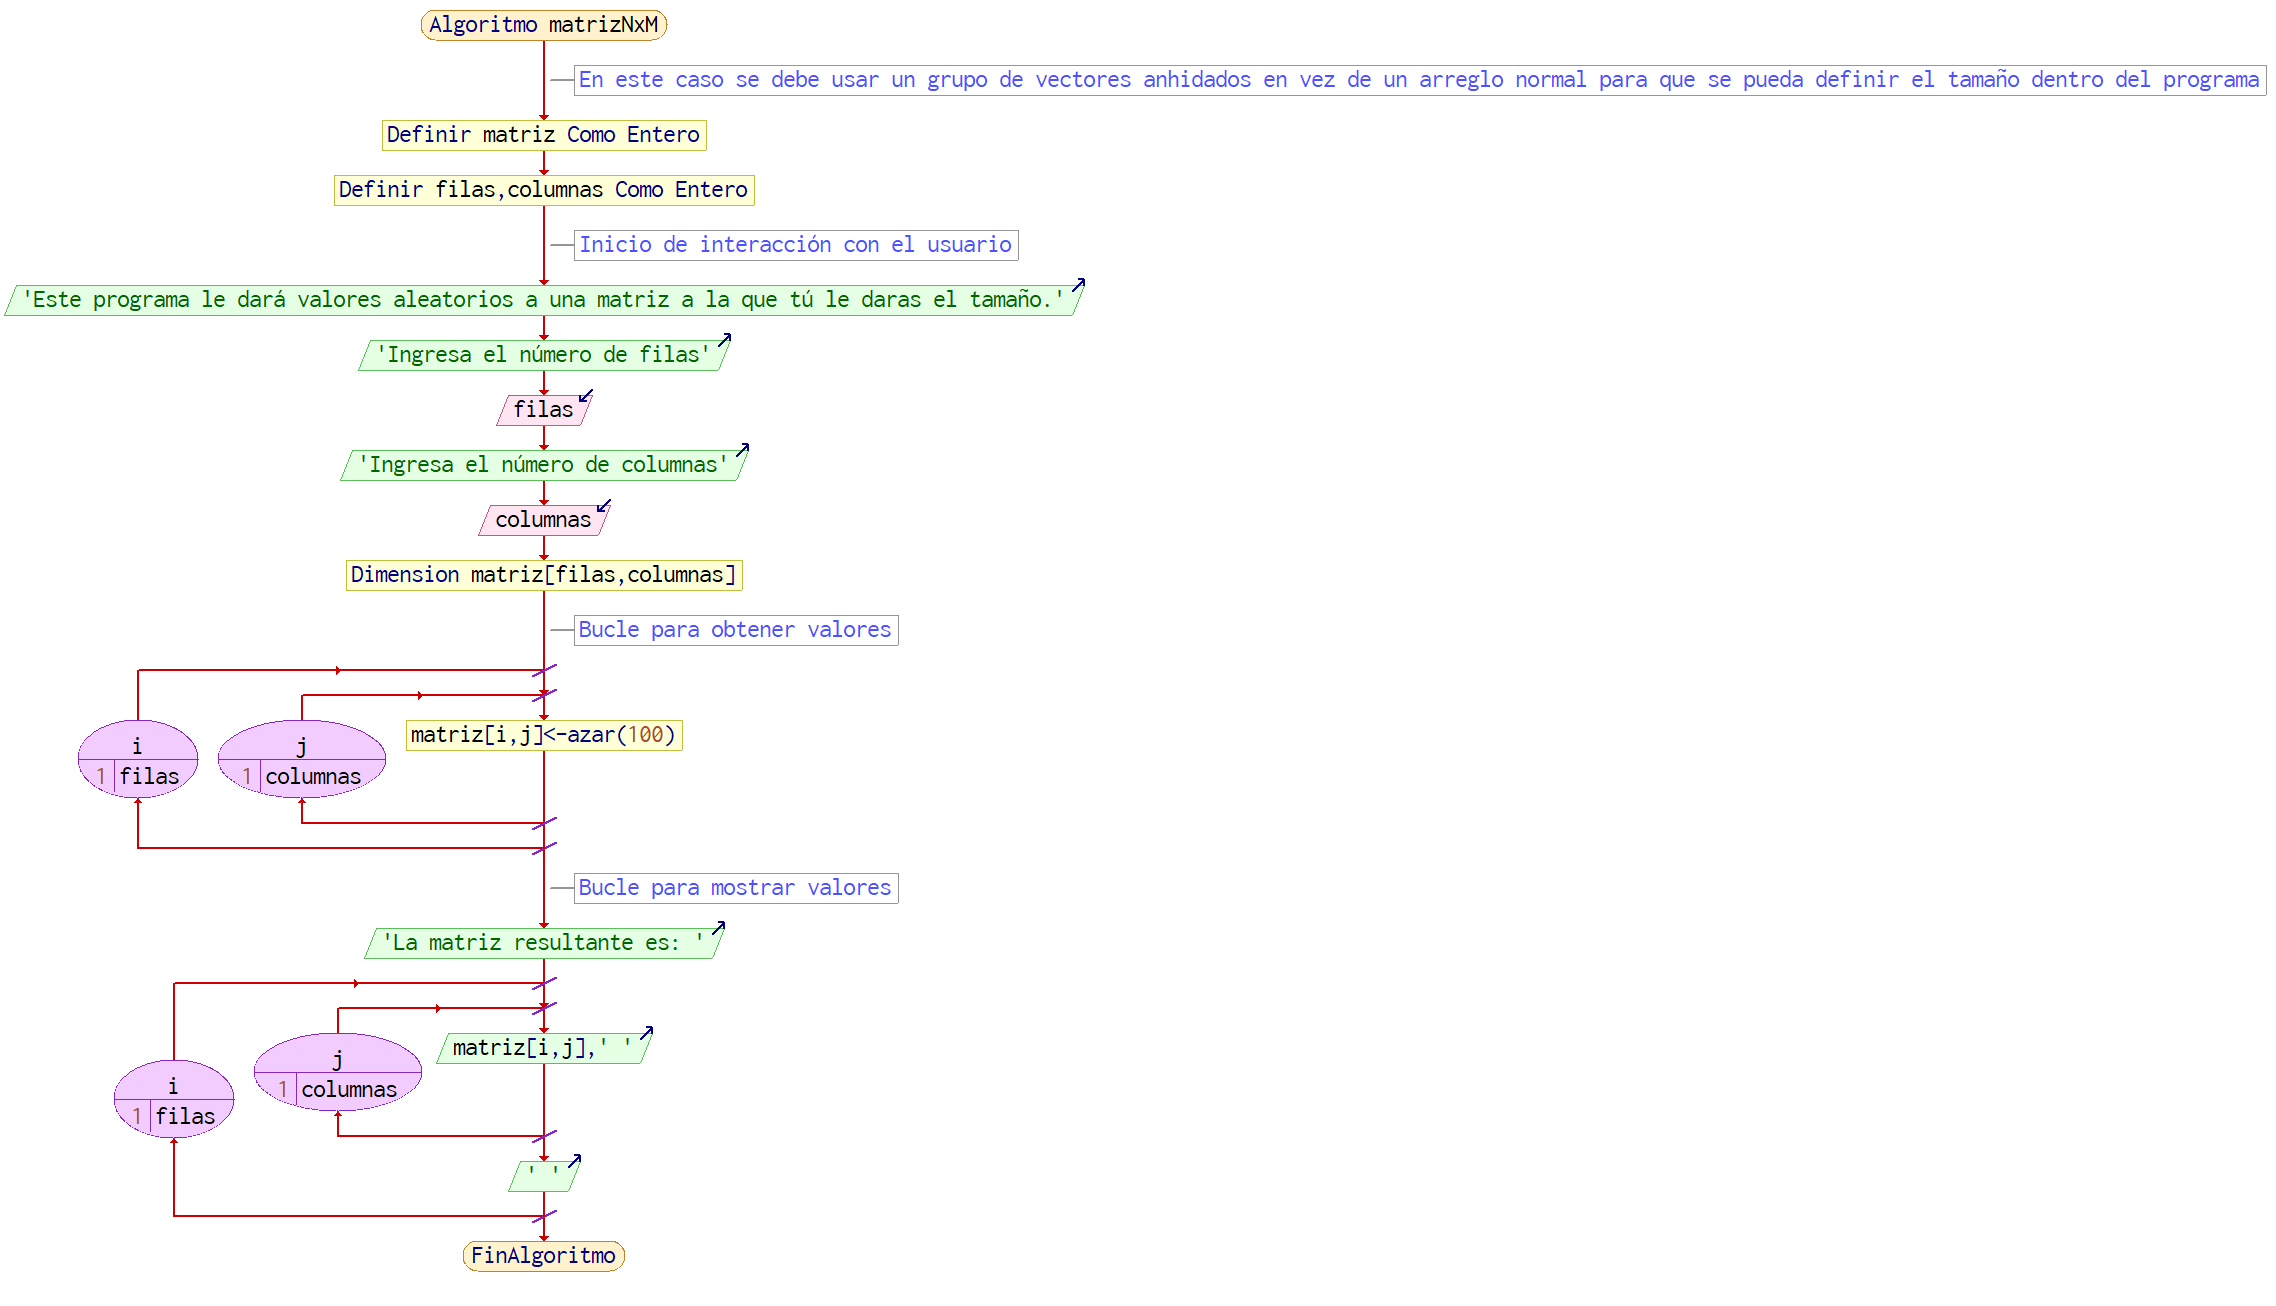 Algoritmo matrizNxM
En este caso se debe usar un grupo de vectores anhidados en vez de un arreglo normal para que se pueda definir el tamaño dentro del programa
Definir matriz Como Entero
Definir filas,columnas Como Entero
Inicio de interacción con el usuario
'Este programa le dará valores aleatorios a una matriz a la que tú le daras el tamaño.'
'Ingresa el número de filas'
filas
'Ingresa el número de columnas'
columnas
Dimension matriz[filas,columnas]
Bucle para obtener valores
i
1 filas
j
1 columnas
matriz[i,j]<-azar(100)
Bucle para mostrar valores
'La matriz resultante es: '
i
1 filas
j
1 columnas
matriz[i,j],' '
' '
FinAlgoritmo